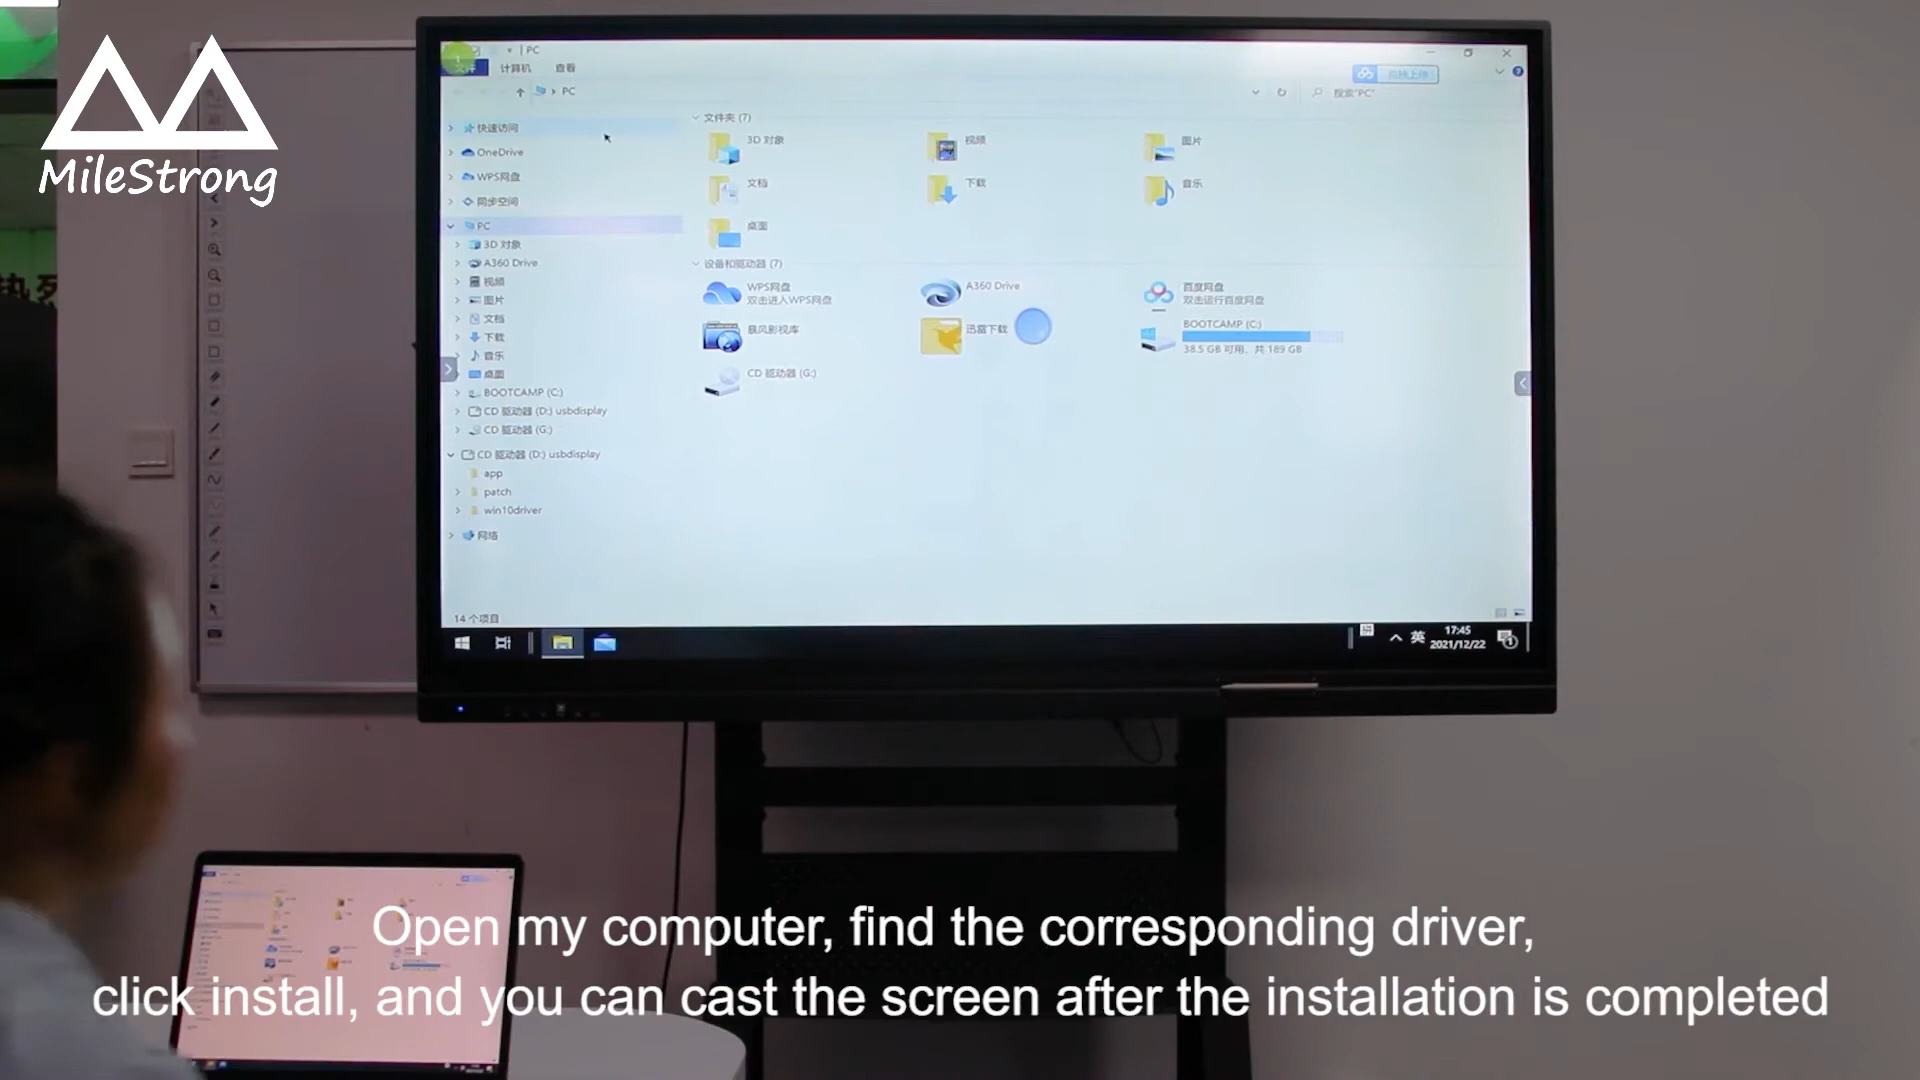 MileStrong
PC
文件
计算机
查看
PC
搜索"PC"
快速访问
OneDrive
WPS网盘
同步空间
PC
3D 对象
A360 Drive
视频
图片
文档
下载
音乐
桌面
BOOTCAMP (C:)
CD 驱动器 (D:) usbdisplay
CD 驱动器 (G:)
CD 驱动器 (D:) usbdisplay
app
patch
win10driver
网络
14 个项目
文件夹 (7)
3D 对象
视频
图片
文档
下载
音乐
桌面
设备和驱动器 (7)
WPS网盘
双击进入WPS网盘
A360 Drive
百度网盘
双击运行百度网盘
暴风影视库
迅雷下载
BOOTCAMP (C:)
38.5 GB 可用, 共 189 GB
CD 驱动器 (G:)
英
17:45
2021/12/22
Open my computer, find the corresponding driver,
click install, and you can cast the screen after the installation is completed